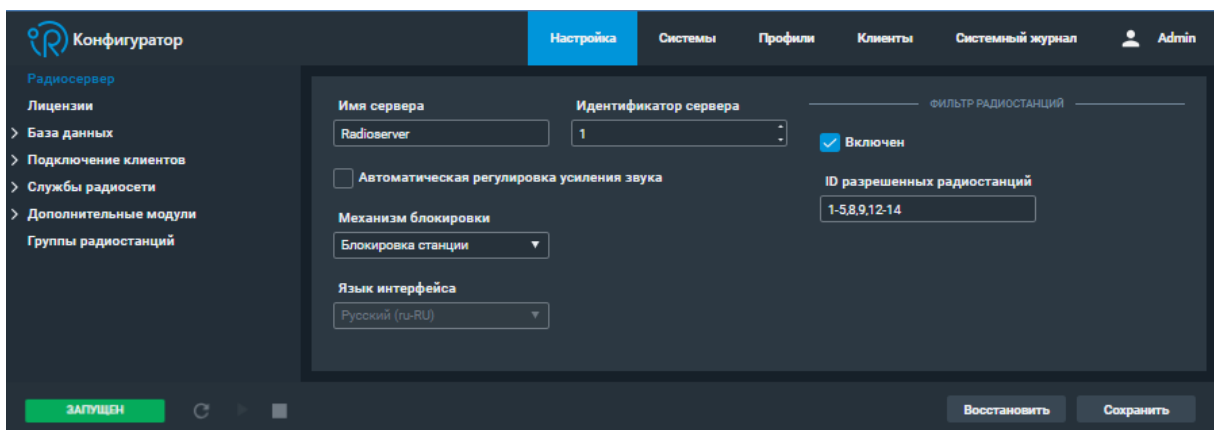 Конфигуратор
Настройка Системы Профили Клиенты Системный журнал Admin
Радиосервер
Лицензии
База данных
Подключение клиентов
Службы радиосети
Дополнительные модули
Группы радиостанций
Имя сервера
Radioserver
Идентификатор сервера
1
Автоматическая регулировка усиления звука
Механизм блокировки
Блокировка станции
Язык интерфейса
Русский (ru-RU)
ФИЛЬТР РАДИОСТАНЦИЙ
Включен
ID разрешенных радиостанций
1-5,8,9,12-14
ЗАПУЩЕН
Восстановить Сохранить